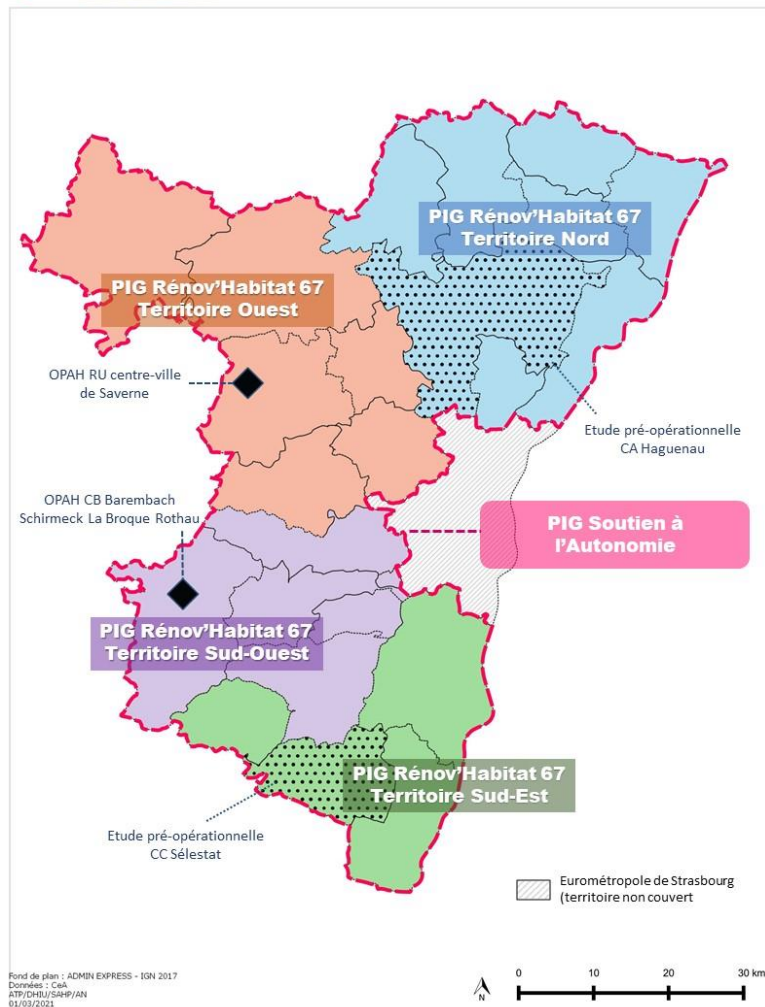 PIG Rénov'Habitat 67
Territoire Nord
PIG Rénov'Habitat 67
Territoire Ouest
OPAH RU centre-ville
de Saverne
Etude pré-opérationnelle
CA Haguenau
OPAH CB Barembach
Schirmeck La Broque Rothau
PIG Soutien à
l'Autonomie
PIG Rénov'Habitat 67
Territoire Sud-Ouest
PIG Rénov'Habitat 67
Territoire Sud-Est
Etude pré-opérationnelle
CC Sélestat
Eurométropole de Strasbourg
(territoire non couvert
Fond de plan : ADMIN EXPRESS - IGN 2017
Données : CeA
ATP/DHIU/SAHP/AN
01/03/2021
N
0 10 20 30 km